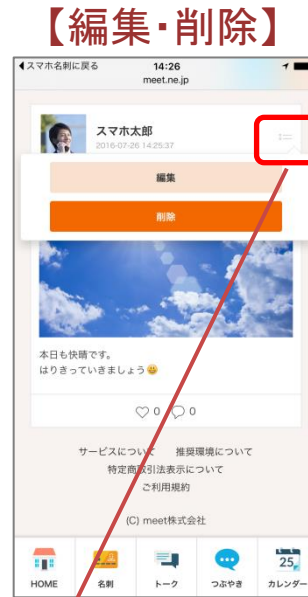 【編集・削除】
スマホ名刺に戻る
14:26
meet.ne.jp
スマホ太郎
2016-07-26 14:25:37
編集
削除
本日も快晴です。
はりきっていきましょう😀
0 0
サービスについて 推奨環境について
特定商取引法表示について
ご利用規約
(C) meet株式会社
25
HOME 名刺 トーク つぶやき カレンダー